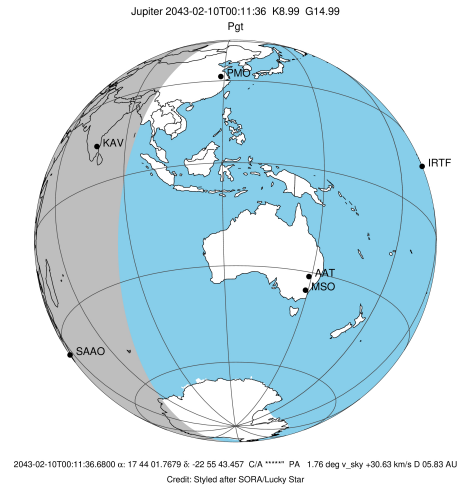 Jupiter 2043-02-10T00:11:36 K8.99 G14.99
Pgt
PMO
KAV
IRTF
AAT
MSO
SAAO
2043-02-10T00:11:36.6800 α: 17 44 01.7679 δ: -22 55 43.457 C/A *****" PA 1.76 deg v_sky +30.63 km/s D 05.83 AU
Credit: Styled after SORA/Lucky Star